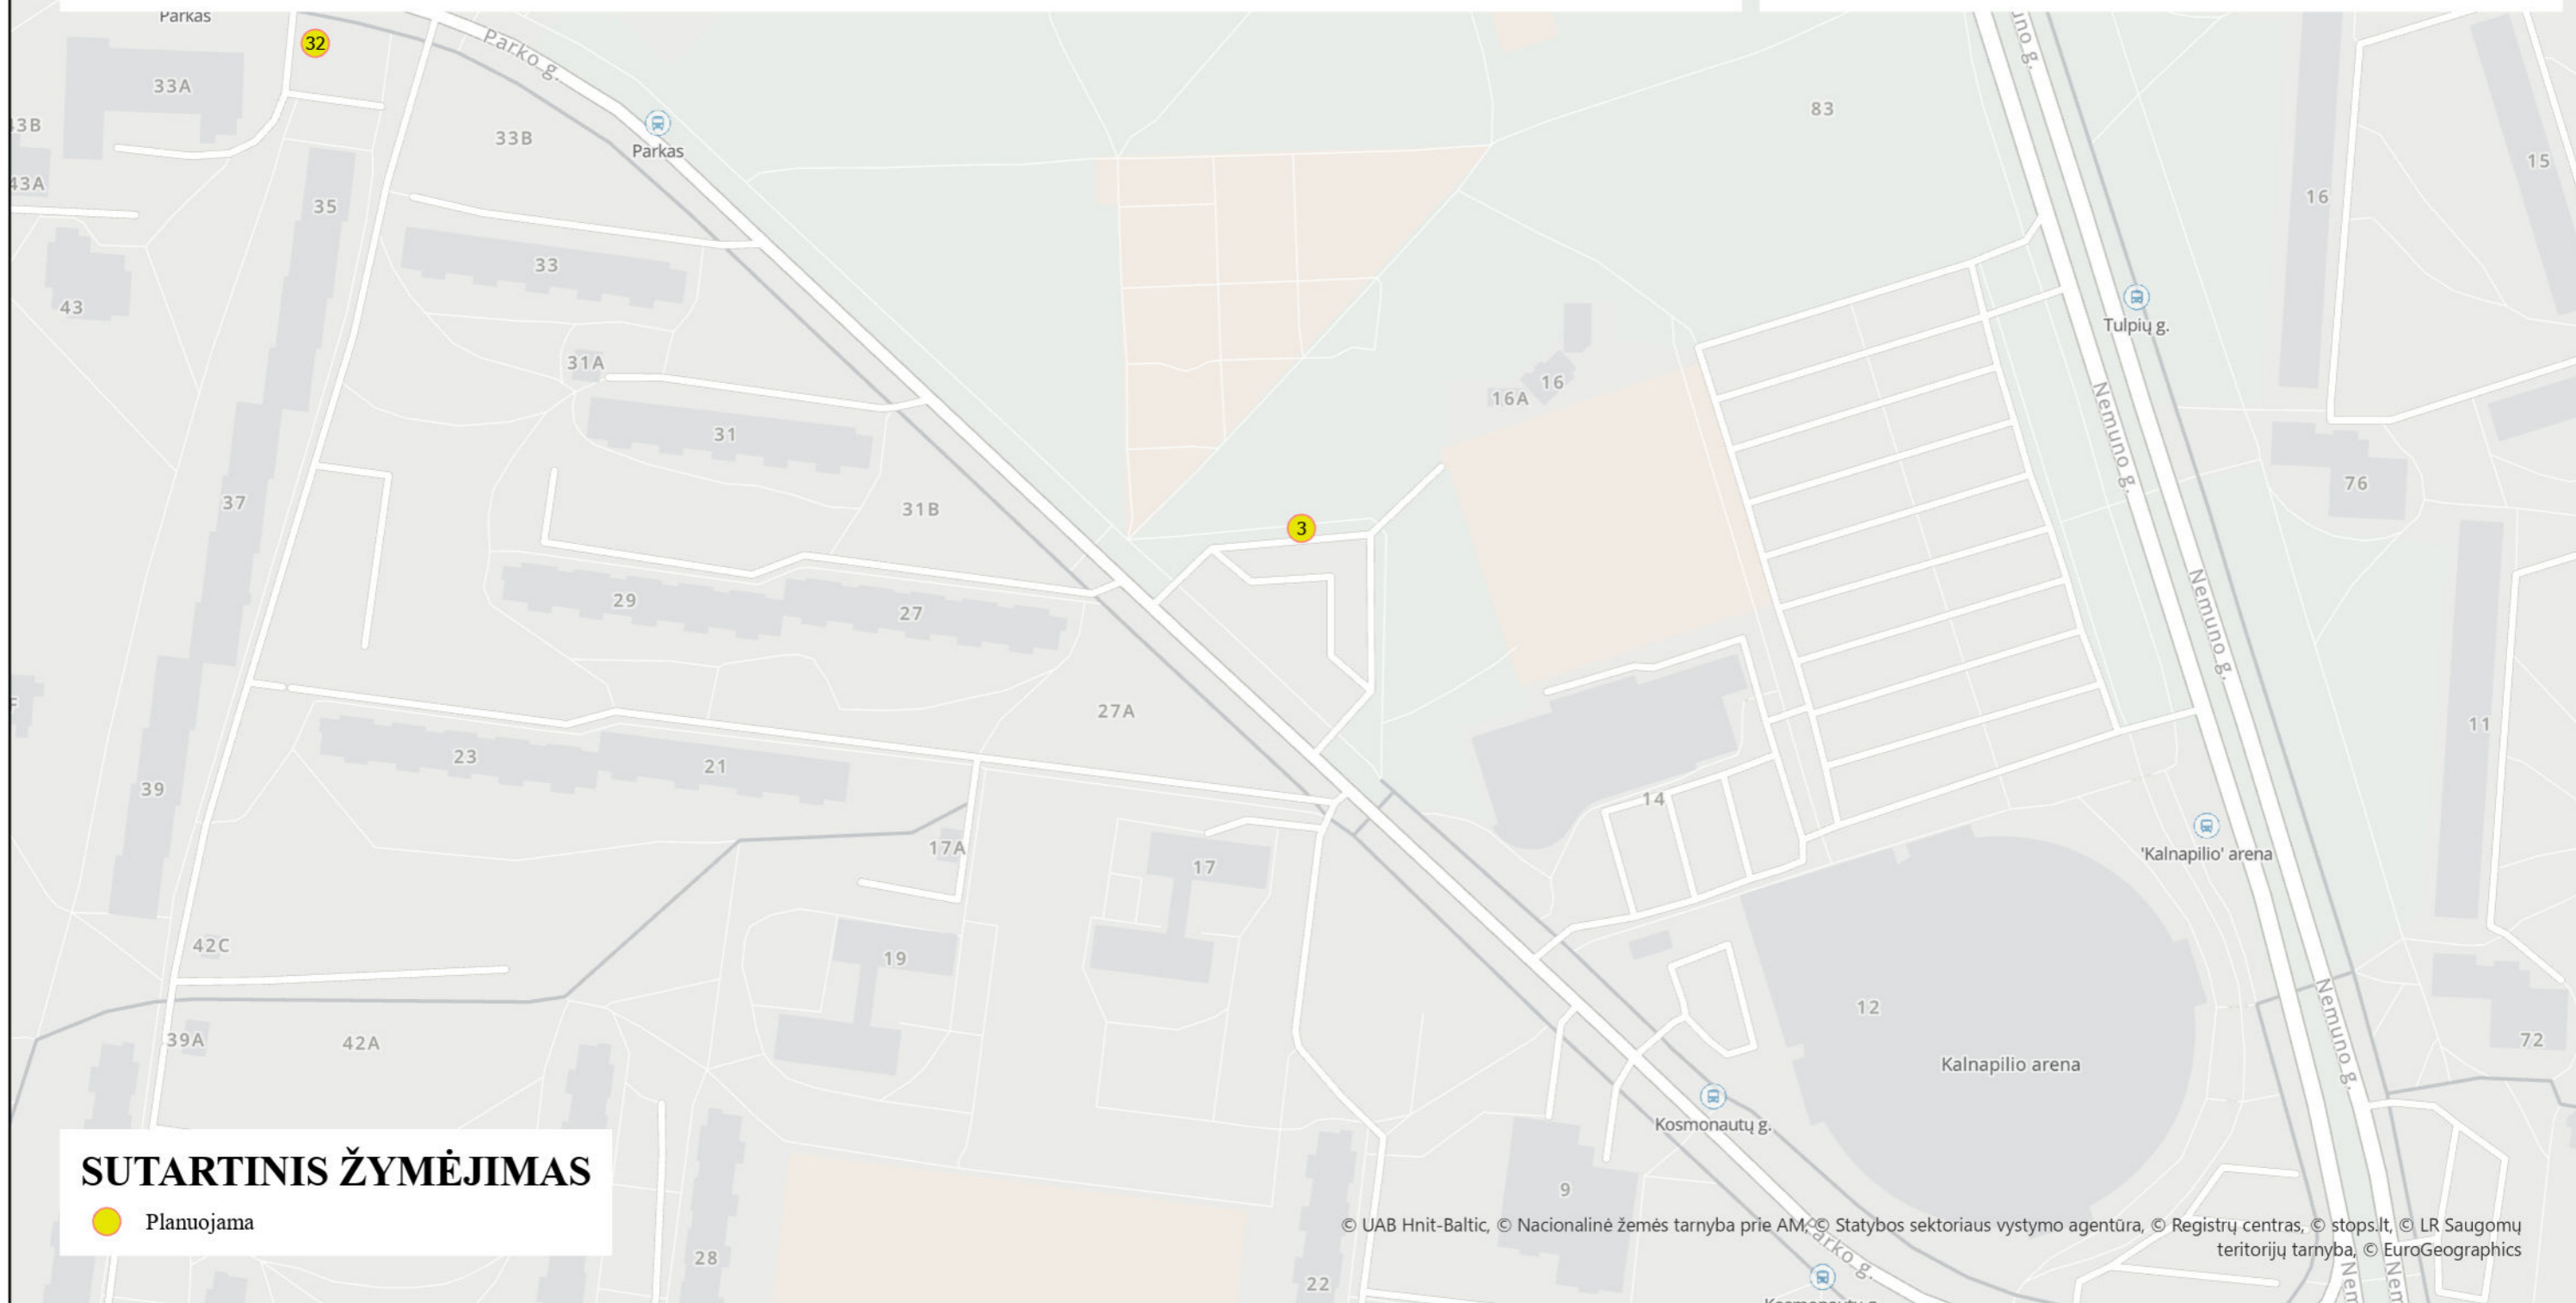 Parkas
32
Parko g.
33A
33B
Parkas
43A
35
33
43
31A
31
37
31B
29
27
27A
23
21
39
17A
17
42C
19
39A
42A
83
16
15
Tulpių g.
16
16A
Nemuno g.
76
3
Nemuno g.
11
14
'Kalnapilio' arena
12
Kalnapilio arena
Nemuno g.
72
Kosmonautų g.
9
SUTARTINIS ŽYMĖJIMAS
Planuojama
28
22
© UAB Hnit-Baltic, © Nacionalinė žemės tarnyba prie AM, © Statybos sektoriaus vystymo agentūra, © Registrų centras, © stops.lt, © LR Saugomų
teritorijų tarnyba, © EuroGeographics
Parko g.